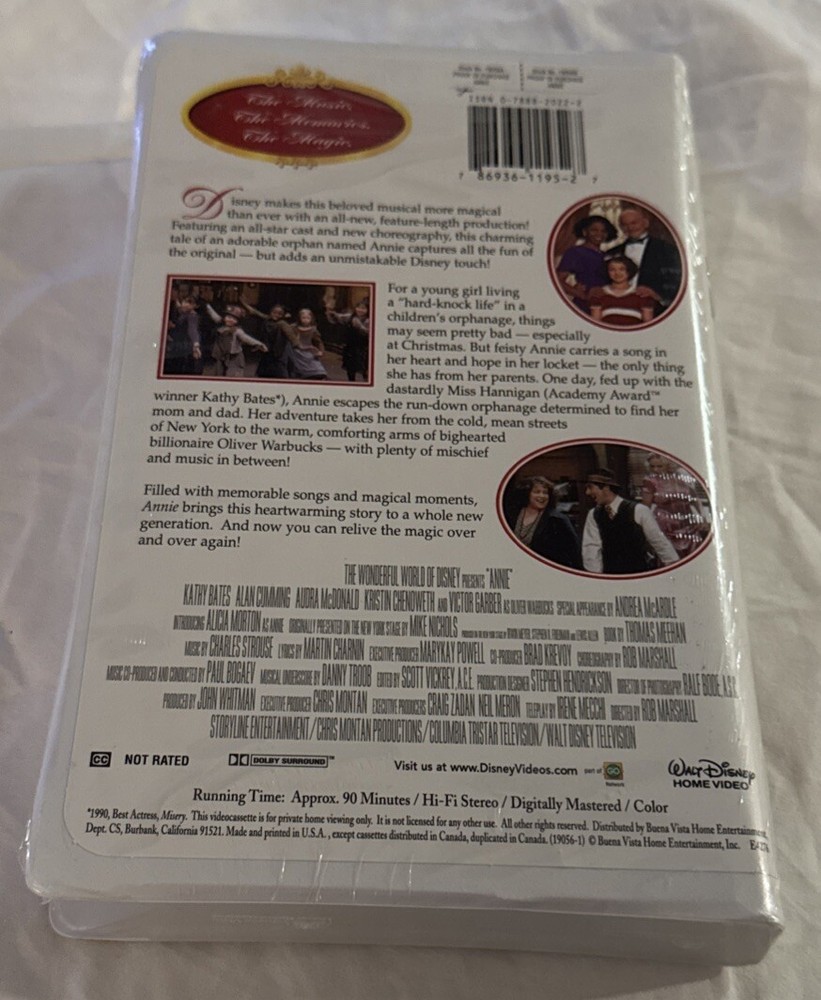 The Music,
The Memories,
The Magic
ISBN 0-7888-2022-2
7 86936-1195-2 7
Disney makes this beloved musical more magical
than ever with an all-new, feature-length production!
Featuring an all-star cast and new choreography, this charming
tale of an adorable orphan named Annie captures all the fun of
the original — but adds an unmistakable Disney touch!
For a young girl living
a "hard-knock life" in a
children's orphanage, things
may seem pretty bad — especially
at Christmas. But feisty Annie carries a song in
her heart and hope in her locket — the only thing
she has from her parents. One day, fed up with the
dastardly Miss Hannigan (Academy Award™
winner Kathy Bates*), Annie escapes the run-down orphanage determined to find her
mom and dad. Her adventure takes her from the cold, mean streets
of New York to the warm, comforting arms of bighearted
billionaire Oliver Warbucks — with plenty of mischief
and music in between!
Filled with memorable songs and magical moments,
Annie brings this heartwarming story to a whole new
generation. And now you can relive the magic over
and over again!
THE WONDERFUL WORLD OF DISNEY PRESENTS "ANNIE"
KATHY BATES ALAN CUMMING AUDRA McDONALD KRISTIN CHENOWETH AND VICTOR GARBER AS OLIVER WARBUCKS SPECIAL APPEARANCE BY ANDREA McARDLE
INTRODUCING ALICIA MORTON AS ANNIE ORIGINALLY PRESENTED ON THE NEW YORK STAGE BY MIKE NICHOLS BOOK BY THOMAS MEEHAN
MUSIC BY CHARLES STROUSE LYRICS BY MARTIN CHARNIN EXECUTIVE PRODUCER MARYKAY POWELL CO-PRODUCER BRAD KREVOY CHOREOGRAPHY BY ROB MARSHALL
MUSIC CO-PRODUCED AND CONDUCTED BY PAUL BOGAEV MUSICAL UNDERSCORE BY DANNY TROOB EDITED BY SCOTT VICKREY, A.C.E. PRODUCTION DESIGNER STEPHEN HENDRICKSON DIRECTOR OF PHOTOGRAPHY RALF BODE, A.S.C.
PRODUCED BY JOHN WHITMAN EXECUTIVE PRODUCER CHRIS MONTAN EXECUTIVE PRODUCERS CRAIG ZADAN NEIL MERON TELEPLAY BY IRENE MECCHI DIRECTED BY ROB MARSHALL
STORYLINE ENTERTAINMENT/CHRIS MONTAN PRODUCTIONS/COLUMBIA TRISTAR TELEVISION/WALT DISNEY TELEVISION
CC NOT RATED DOLBY SURROUND™ Visit us at www.DisneyVideos.com part of GO Network WALT DISNEY
HOME VIDEO
Running Time: Approx. 90 Minutes / Hi-Fi Stereo / Digitally Mastered / Color
*1990, Best Actress, Misery. This videocassette is for private home viewing only. It is not licensed for any other use. All other rights reserved. Distributed by Buena Vista Home Entertainment,
Dept. CS, Burbank, California 91521. Made and printed in U.S.A., except cassettes distributed in Canada, duplicated in Canada. (19056-1) © Buena Vista Home Entertainment, Inc.